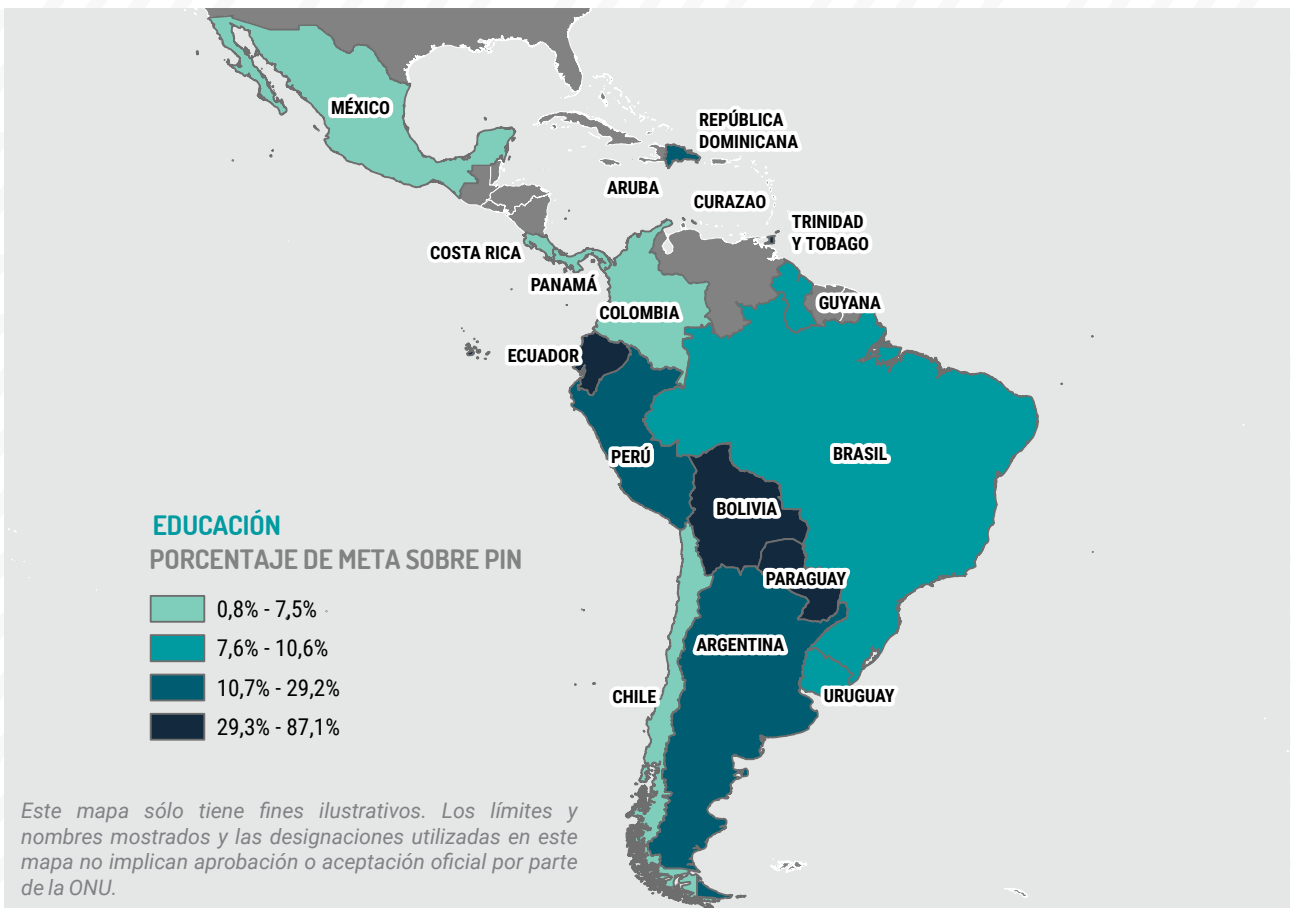 MÉXICO
REPÚBLICA
DOMINICANA
ARUBA
CURAZAO
TRINIDAD
Y TOBAGO
COSTA RICA
PANAMÁ
GUYANA
COLOMBIA
ECUADOR
PERÚ
BRASIL
BOLIVIA
PARAGUAY
ARGENTINA
CHILE
URUGUAY
EDUCACIÓN
PORCENTAJE DE META SOBRE PIN
0,8% - 7,5%
7,6% - 10,6%
10,7% - 29,2%
29,3% - 87,1%
Este mapa sólo tiene fines ilustrativos. Los límites y
nombres mostrados y las designaciones utilizadas en este
mapa no implican aprobación o aceptación oficial por parte
de la ONU.